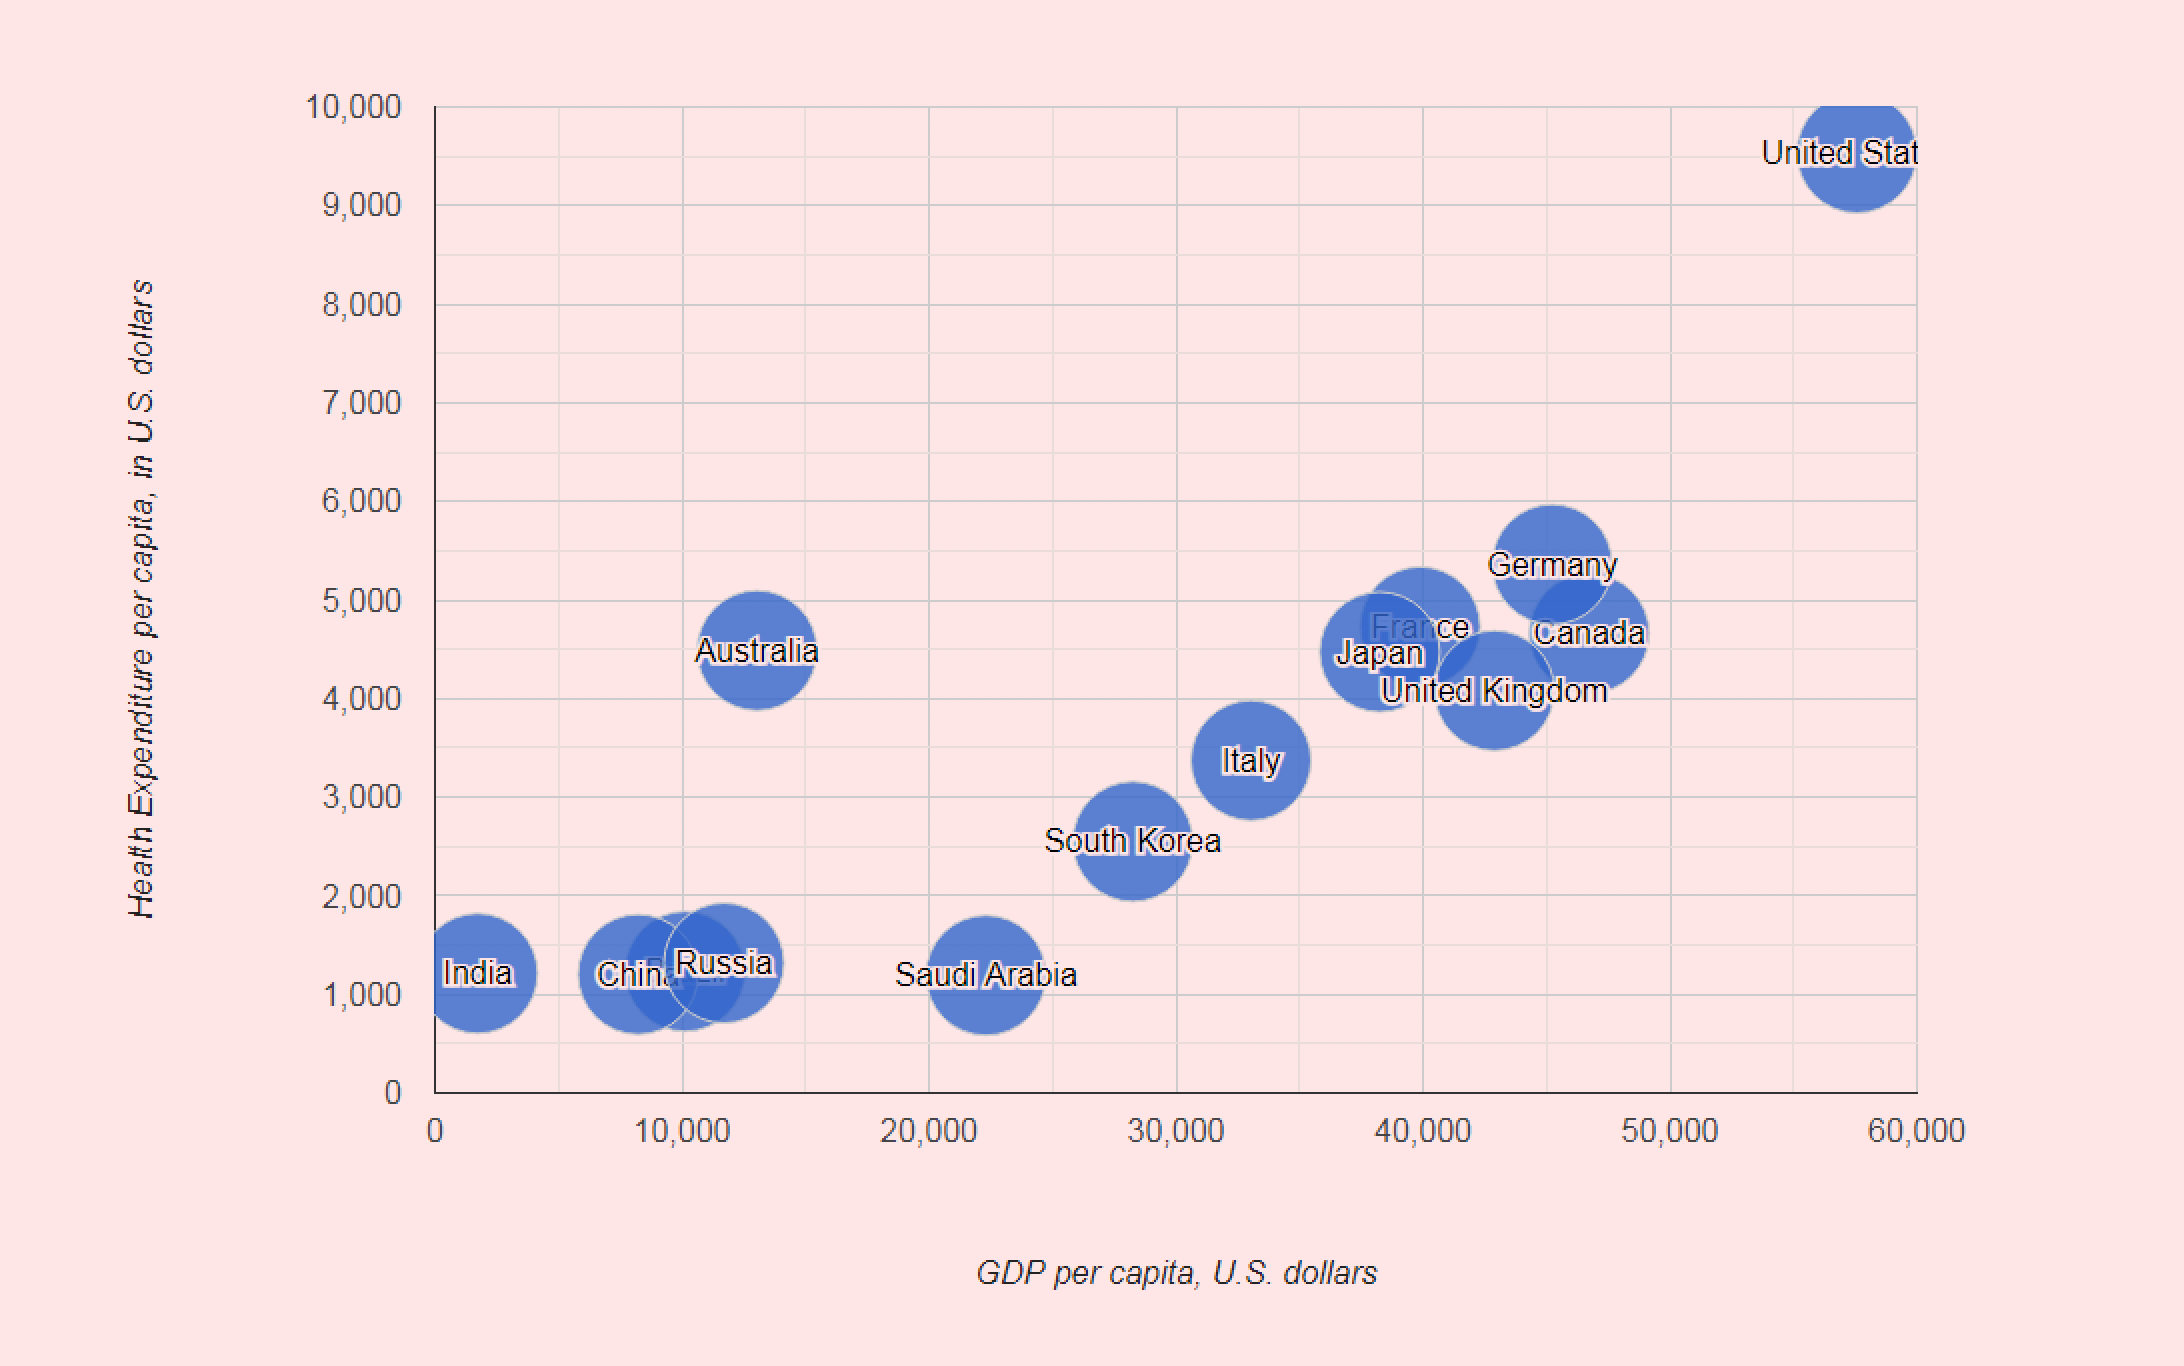 10,000
9,000
8,000
7,000
6,000
5,000
4,000
3,000
2,000
1,000
0
Health Expenditure per capita, in U.S. dollars
United Stat
Germany
France
Canada
Australia
Japan
United Kingdom
Italy
South Korea
India
China
Russia
Saudi Arabia
0
10,000
20,000
30,000
40,000
50,000
60,000
GDP per capita, U.S. dollars